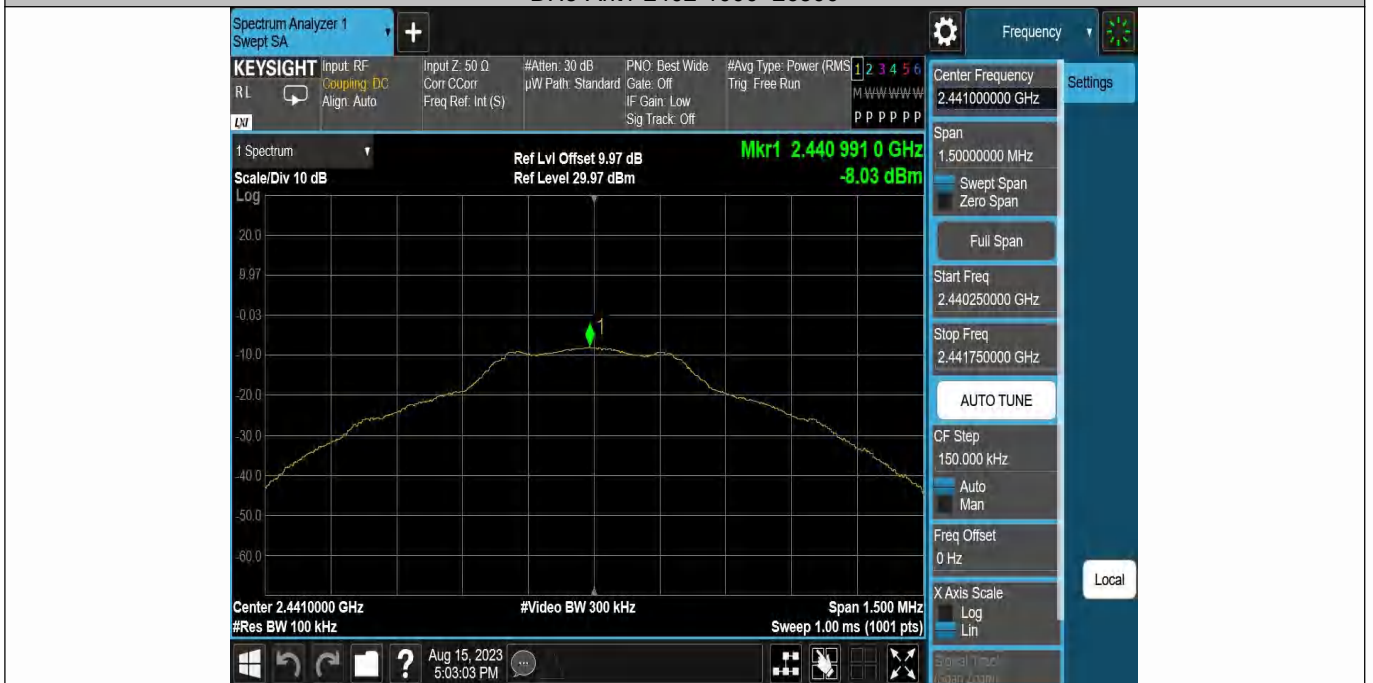 Spectrum Analyzer 1
Swept SA
+
Frequency
KEYSIGHT
RL
LXI
Input: RF
Coupling: DC
Align: Auto
Input Z: 50 Ω
Corr CCorr
Freq Ref: Int (S)
#Atten: 30 dB
µW Path: Standard
PNO: Best Wide
Gate: Off
IF Gain: Low
Sig Track: Off
#Avg Type: Power (RMS
Trig: Free Run
1 2 3 4 5 6
M W W W W W
P P P P P P
1 Spectrum
Scale/Div 10 dB
Log
Ref Lvl Offset 9.97 dB
Ref Level 29.97 dBm
Mkr1 2.440 991 0 GHz
-8.03 dBm
20.0
9.97
-0.03
-10.0
-20.0
-30.0
-40.0
-50.0
-60.0
1
Center 2.4410000 GHz
#Res BW 100 kHz
#Video BW 300 kHz
Span 1.500 MHz
Sweep 1.00 ms (1001 pts)
?
Aug 15, 2023
5:03:03 PM
Center Frequency
2.441000000 GHz
Settings
Span
1.50000000 MHz
Swept Span
Zero Span
Full Span
Start Freq
2.440250000 GHz
Stop Freq
2.441750000 GHz
AUTO TUNE
CF Step
150.000 kHz
Auto
Man
Freq Offset
0 Hz
X Axis Scale
Log
Lin
Local
Signal Track
(Span Zoom)